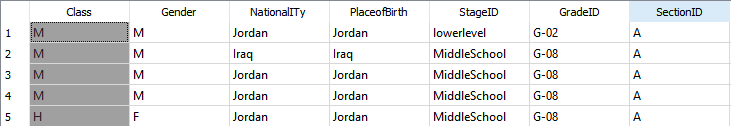 Class Gender NationalITy PlaceofBirth StageID GradeID SectionID
1 M M Jordan Jordan lowerlevel G-02 A
2 M M Iraq Iraq MiddleSchool G-08 A
3 M M Jordan Jordan MiddleSchool G-08 A
4 M M Jordan Jordan MiddleSchool G-08 A
5 H F Jordan Jordan MiddleSchool G-08 A